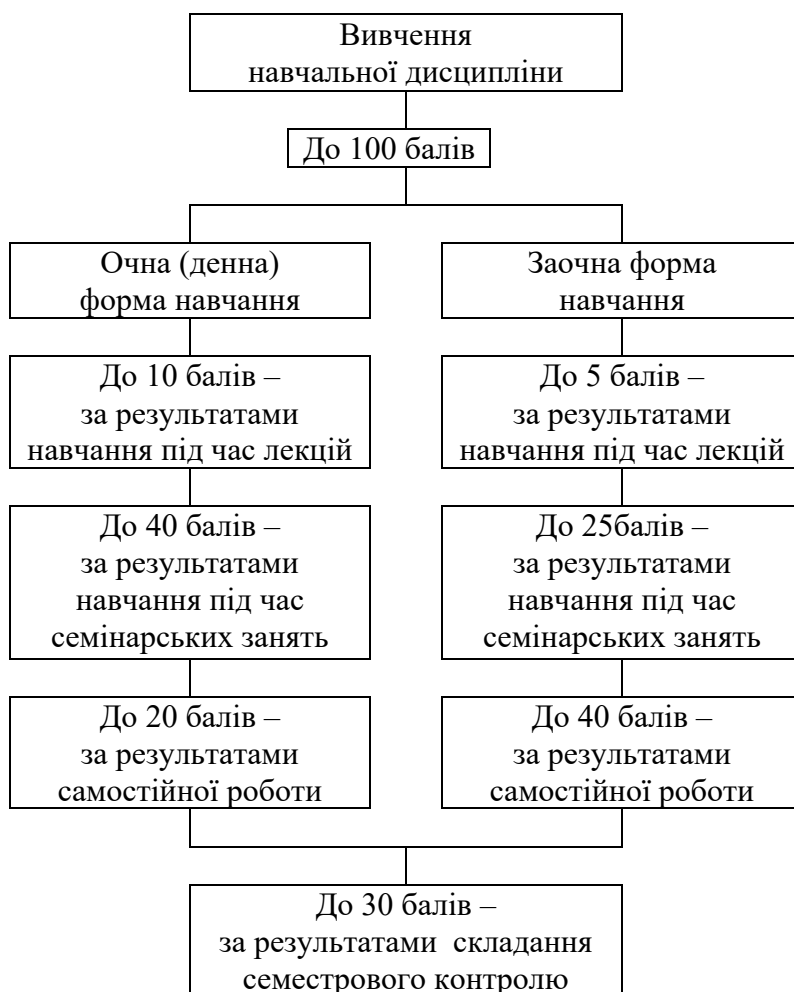 Вивчення
навчальної дисципліни
До 100 балів
Очна (денна)
форма навчання
Заочна форма
навчання
До 10 балів –
за результатами
навчання під час лекцій
До 5 балів –
за результатами
навчання під час лекцій
До 40 балів –
за результатами
навчання під час
семінарських занять
До 25балів –
за результатами
навчання під час
семінарських занять
До 20 балів –
за результатами
самостійної роботи
До 40 балів –
за результатами
самостійної роботи
До 30 балів –
за результатами  складання
семестрового контролю